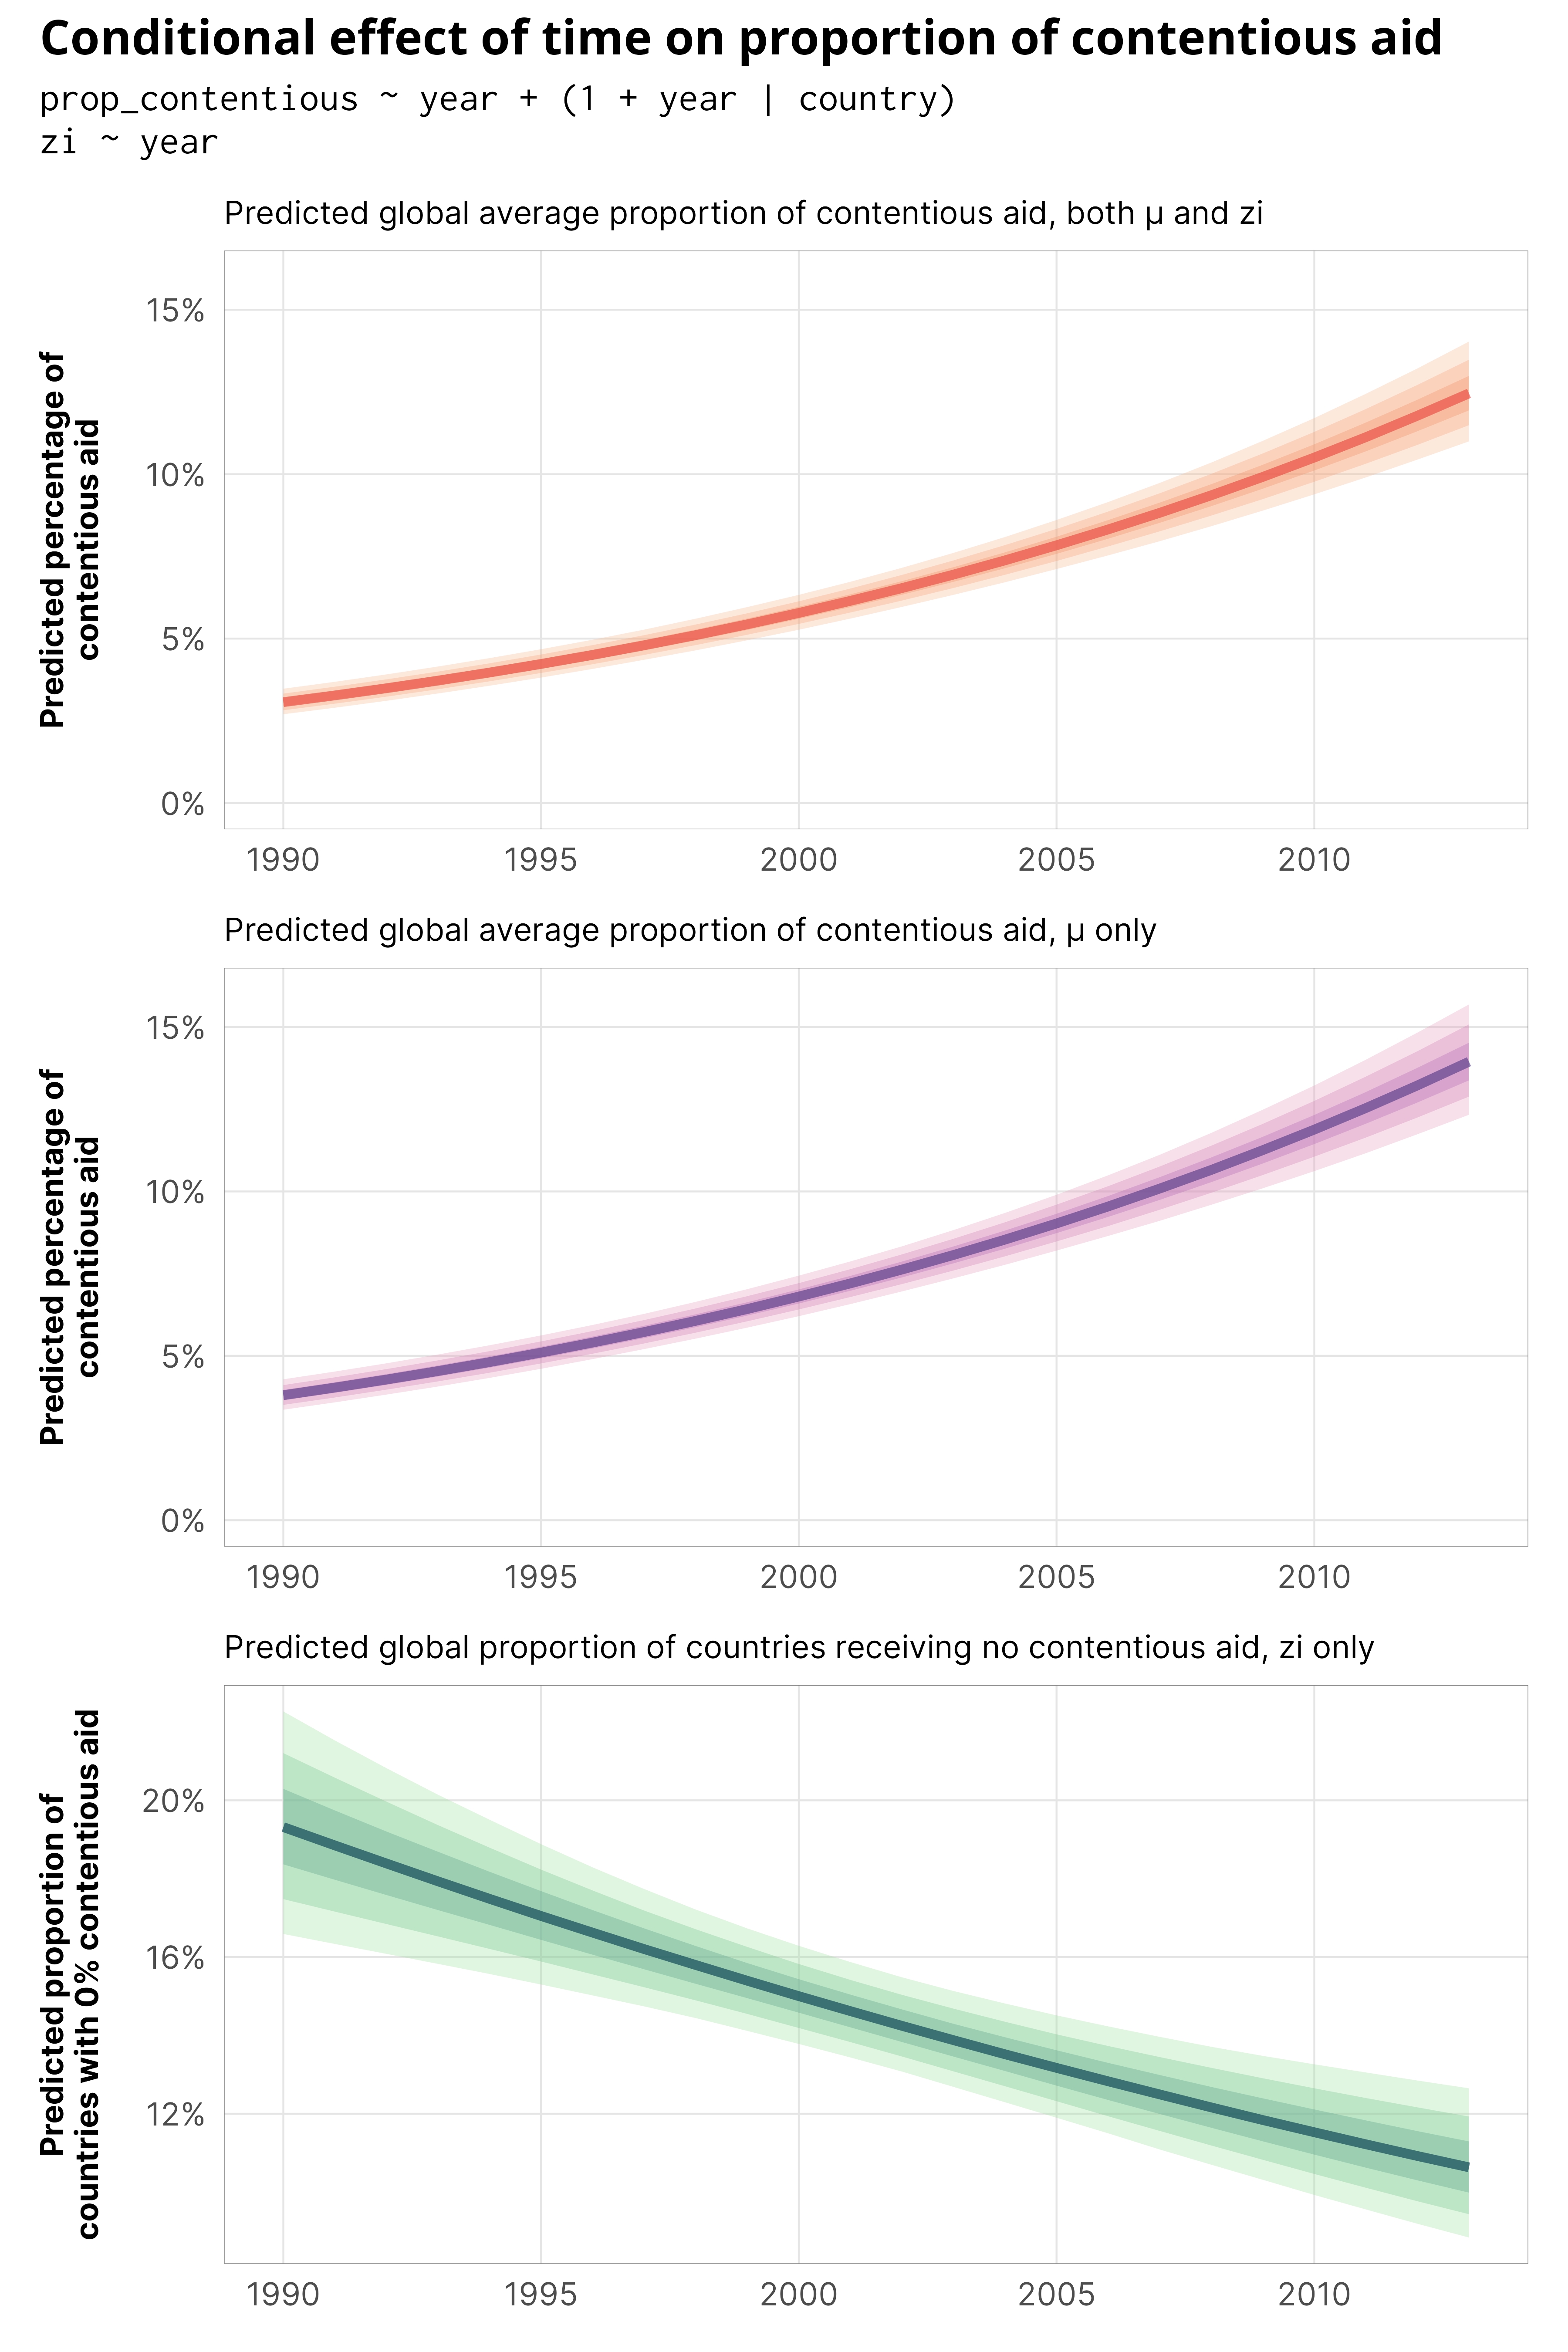 Conditional effect of time on proportion of contentious aid
prop_contentious ~ year + (1 + year | country)
zi ~ year
Predicted global average proportion of contentious aid, both μ and zi
Predicted percentage of
contentious aid
15%
10%
5%
0%
1990 1995 2000 2005 2010
Predicted global average proportion of contentious aid, μ only
Predicted percentage of
contentious aid
15%
10%
5%
0%
1990 1995 2000 2005 2010
Predicted global proportion of countries receiving no contentious aid, zi only
Predicted proportion of
countries with 0% contentious aid
20%
16%
12%
1990 1995 2000 2005 2010